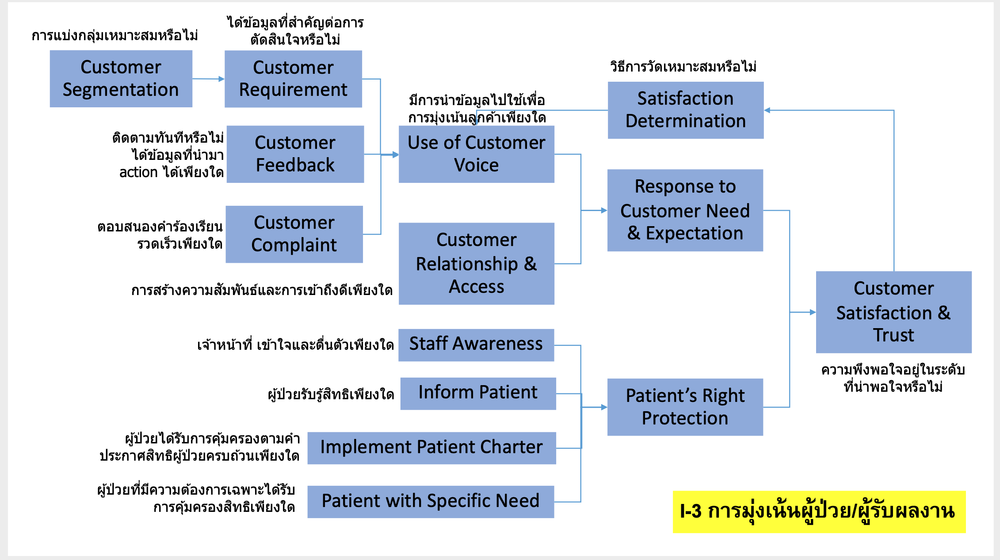 การแบ่งกลุ่มเหมาะสมหรือไม่
Customer
Segmentation
ได้ข้อมูลที่สำคัญต่อการ
ตัดสินใจหรือไม่
Customer
Requirement
ติดตามทันทีหรือไม่
ได้ข้อมูลที่นำมา
action ได้เพียงใด
Customer
Feedback
ตอบสนองคำร้องเรียน
รวดเร็วเพียงใด
Customer
Complaint
มีการนำข้อมูลไปใช้เพื่อ
การมุ่งเน้นลูกค้าเพียงใด
Use of Customer
Voice
วิธีการวัดเหมาะสมหรือไม่
Satisfaction
Determination
Response to
Customer Need
& Expectation
การสร้างความสัมพันธ์และการเข้าถึงดีเพียงใด
Customer
Relationship &
Access
เจ้าหน้าที่ เข้าใจและตื่นตัวเพียงใด
Staff Awareness
ผู้ป่วยรับรู้สิทธิเพียงใด
Inform Patient
ผู้ป่วยได้รับการคุ้มครองตามคำ
ประกาศสิทธิผู้ป่วยครบถ้วนเพียงใด
Implement Patient Charter
ผู้ป่วยที่มีความต้องการเฉพาะได้รับ
การคุ้มครองสิทธิเพียงใด
Patient with Specific Need
Patient’s Right
Protection
Customer
Satisfaction &
Trust
ความพึงพอใจอยู่ในระดับ
ที่น่าพอใจหรือไม่
I-3 การมุ่งเน้นผู้ป่วย/ผู้รับผลงาน